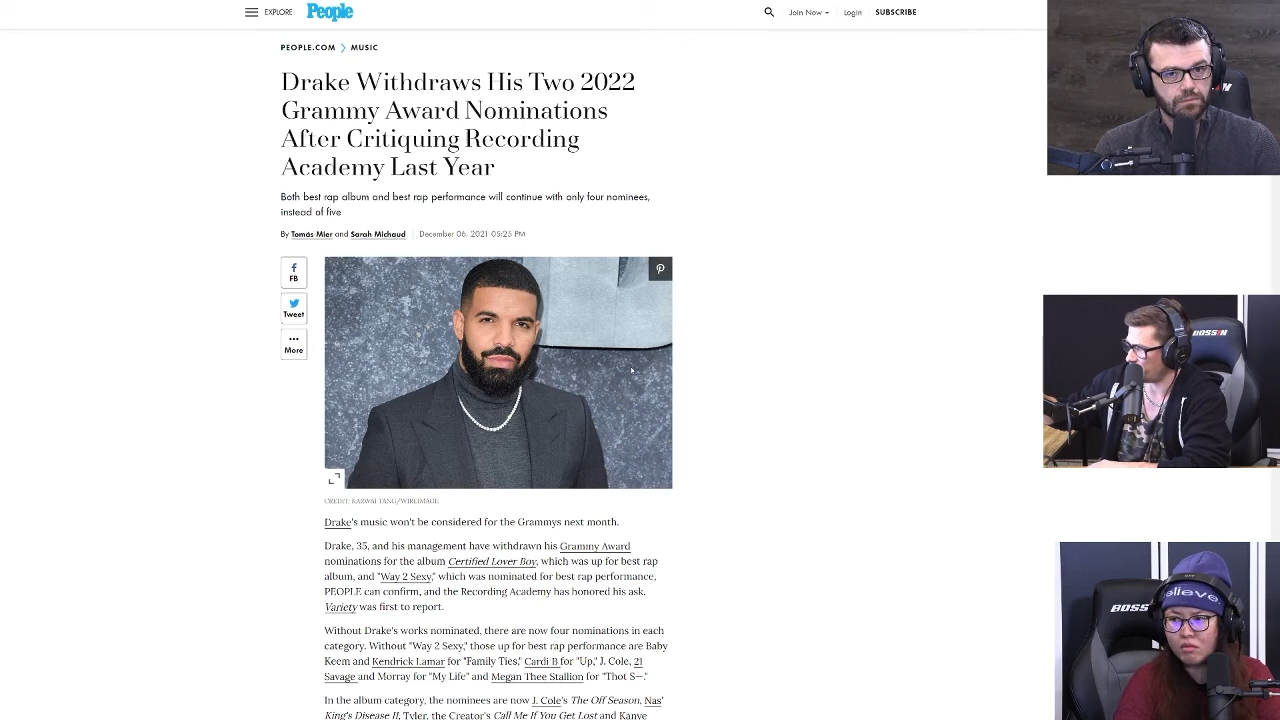 EXPLORE
People
Join Now
Login
SUBSCRIBE
PEOPLE.COM
MUSIC
Drake Withdraws His Two 2022
Grammy Award Nominations
After Critiquing Recording
Academy Last Year
Both best rap album and best rap performance will continue with only four nominees,
instead of five
By Tomás Mier and Sarah Michaud
December 06, 2021 05:25 PM
FB
Tweet
More
CREDIT: KARWAI TANG/WIREIMAGE
Drake's music won't be considered for the Grammys next month.
Drake, 35, and his management have withdrawn his Grammy Award
nominations for the album Certified Lover Boy, which was up for best rap
album, and "Way 2 Sexy," which was nominated for best rap performance,
PEOPLE can confirm, and the Recording Academy has honored his ask.
Variety was first to report.
Without Drake's works nominated, there are now four nominations in each
category. Without "Way 2 Sexy," those up for best rap performance are Baby
Keem and Kendrick Lamar for "Family Ties," Cardi B for "Up," J. Cole, 21
Savage and Morray for "My Life" and Megan Thee Stallion for "Thot S—."
In the album category, the nominees are now J. Cole's The Off Season, Nas'
King's Disease II, Tyler, the Creator's Call Me If You Get Lost and Kanye
BOSSIN
BOSS
elieve.